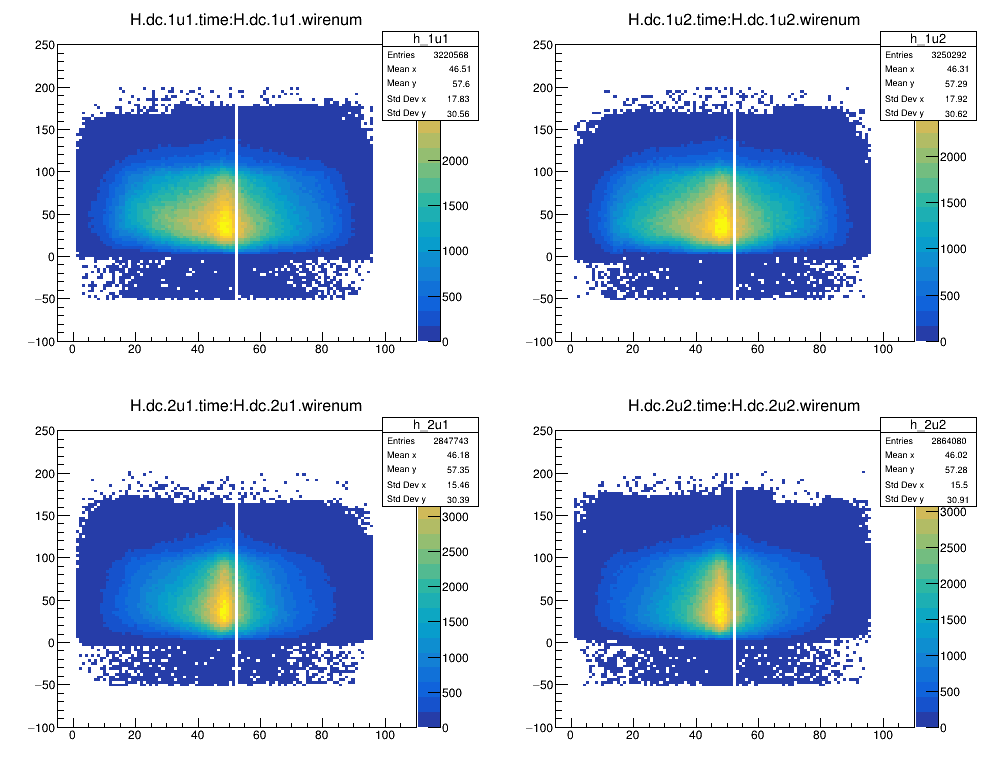 H.dc.1u1.time:H.dc.1u1.wirenum
h_1u1
Entries 3220568
Mean x 46.51
Mean y 57.6
Std Dev x 17.83
Std Dev y 30.56
250
200
150
100
50
0
−50
−100
0 20 40 60 80 100
2000
1500
1000
500
0
H.dc.1u2.time:H.dc.1u2.wirenum
h_1u2
Entries 3250292
Mean x 46.31
Mean y 57.29
Std Dev x 17.92
Std Dev y 30.62
250
200
150
100
50
0
−50
−100
0 20 40 60 80 100
2000
1500
1000
500
0
H.dc.2u1.time:H.dc.2u1.wirenum
h_2u1
Entries 2847743
Mean x 46.18
Mean y 57.35
Std Dev x 15.46
Std Dev y 30.39
250
200
150
100
50
0
−50
−100
0 20 40 60 80 100
3000
2500
2000
1500
1000
500
0
H.dc.2u2.time:H.dc.2u2.wirenum
h_2u2
Entries 2864080
Mean x 46.02
Mean y 57.28
Std Dev x 15.5
Std Dev y 30.91
250
200
150
100
50
0
−50
−100
0 20 40 60 80 100
3000
2500
2000
1500
1000
500
0